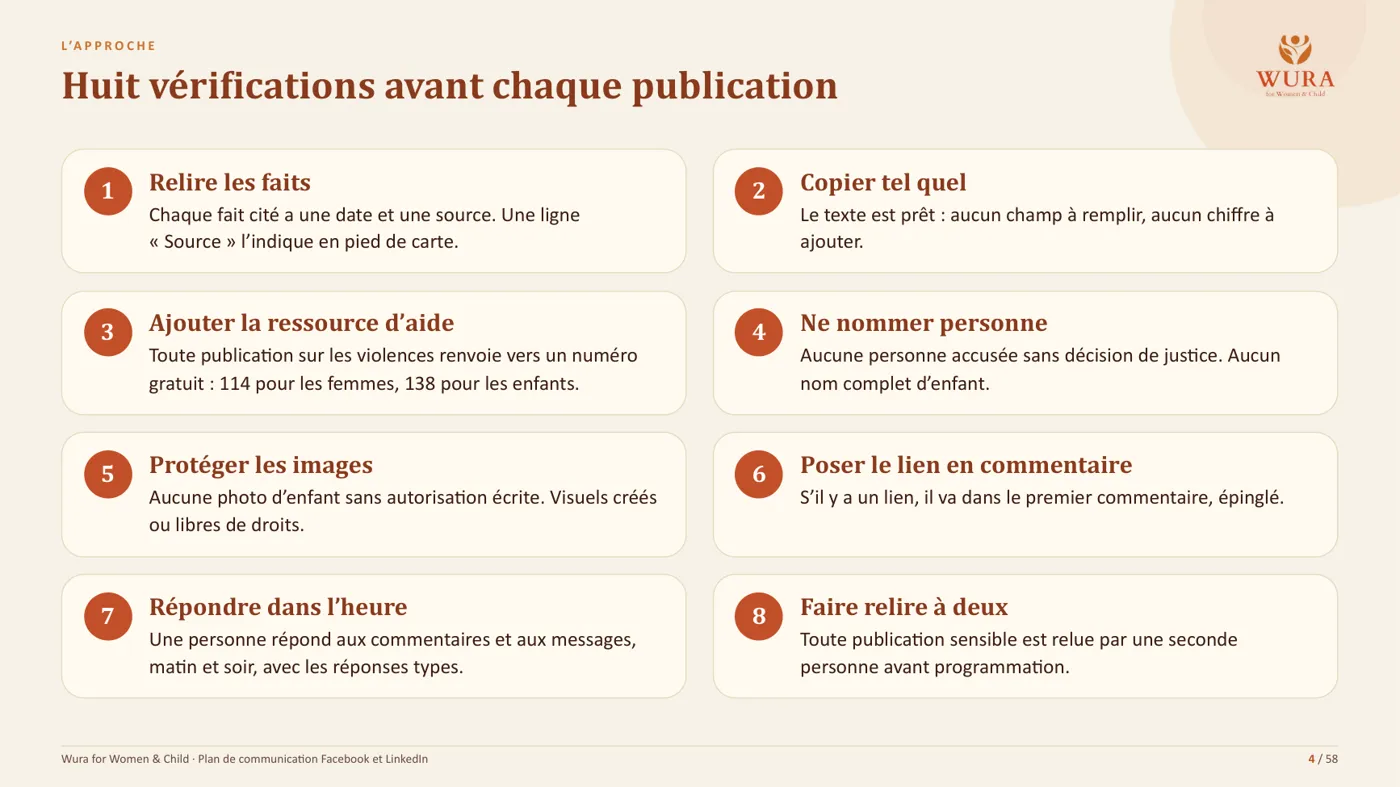 L’APPROCHE
Huit vérifications avant chaque publication
WURA
for Women & Child
1
Relire les faits
Chaque fait cité a une date et une source. Une ligne
« Source » l’indique en pied de carte.
2
Copier tel quel
Le texte est prêt : aucun champ à remplir, aucun chiffre à
ajouter.
3
Ajouter la ressource d’aide
Toute publication sur les violences renvoie vers un numéro
gratuit : 114 pour les femmes, 138 pour les enfants.
4
Ne nommer personne
Aucune personne accusée sans décision de justice. Aucun
nom complet d’enfant.
5
Protéger les images
Aucune photo d’enfant sans autorisation écrite. Visuels créés
ou libres de droits.
6
Poser le lien en commentaire
S’il y a un lien, il va dans le premier commentaire, épinglé.
7
Répondre dans l’heure
Une personne répond aux commentaires et aux messages,
matin et soir, avec les réponses types.
8
Faire relire à deux
Toute publication sensible est relue par une seconde
personne avant programmation.
Wura for Women & Child · Plan de communication Facebook et LinkedIn
4 / 58